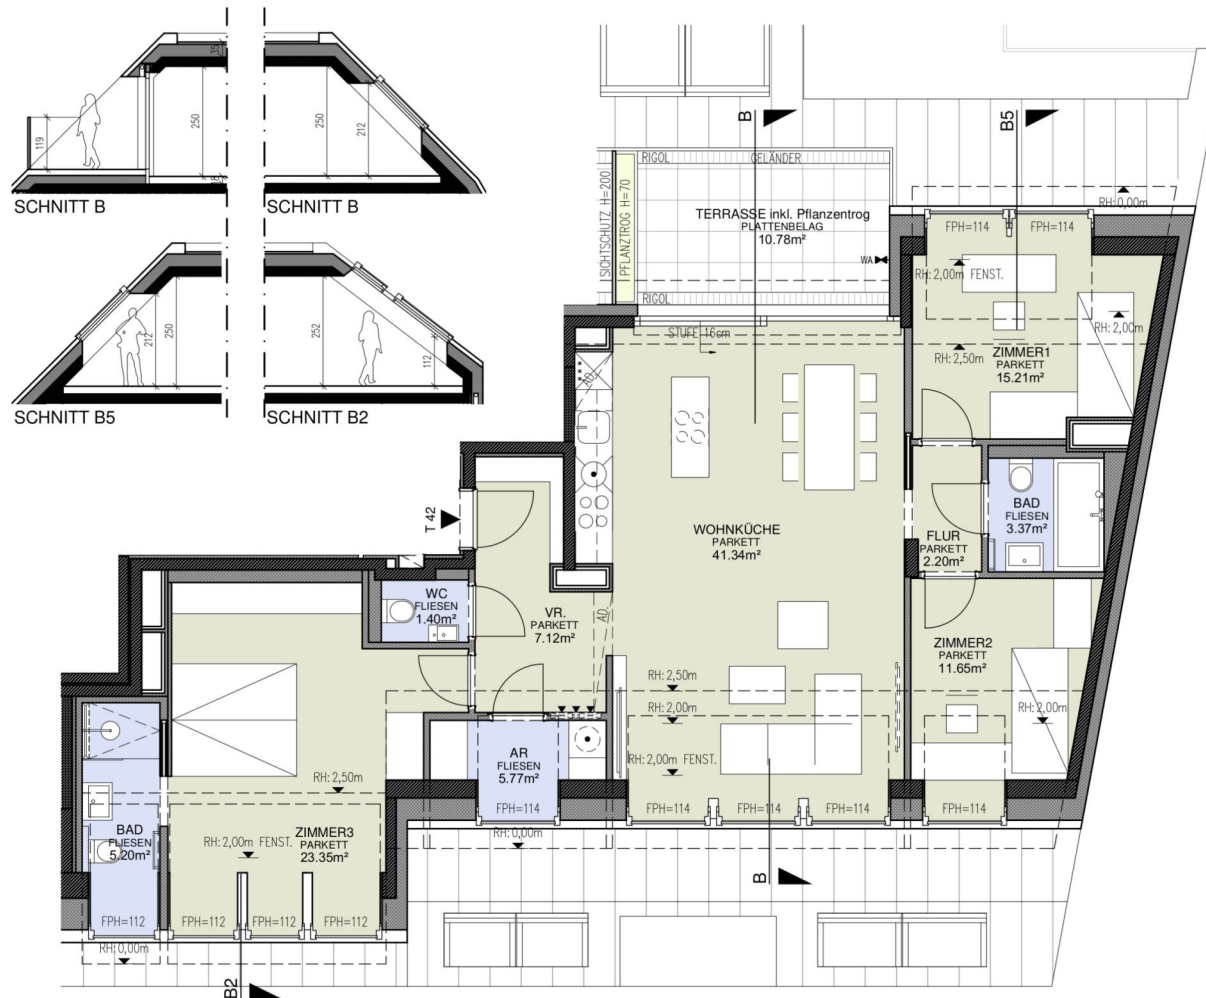 35
250
250
212
119
18
SCHNITT B
SCHNITT B
212
250
252
112
SCHNITT B5
SCHNITT B2
B
B5
RIGOL
GELÄNDER
SICHTSCHUTZ H=200
PFLANZTROG H=70
TERRASSE inkl. Pflanzentrog
PLATTENBELAG
10.78m²
WA
RIGOL
RH:0,00m
FPH=114
FPH=114
RH:2,00m FENST.
RH:2,00m
STUFE 16cm
RH:2,50m
ZIMMER1
PARKETT
15.21m²
AD.
T 42
WOHNKÜCHE
PARKETT
41.34m²
FLUR
PARKETT
2.20m²
BAD
FLIESEN
3.37m²
WC
FLIESEN
1.40m²
VR.
PARKETT
7.12m²
AD.
ZIMMER2
PARKETT
11.65m²
RH:2,50m
RH:2,00m
RH:2,00m
RH:2,00m FENST.
AR
FLIESEN
5.77m²
RH:2,50m
FPH=114
FPH=114
FPH=114
FPH=114
FPH=114
BAD
FLIESEN
5.20m²
RH:2,00m FENST.
ZIMMER3
PARKETT
23.35m²
RH:0,00m
B
FPH=112
FPH=112
FPH=112
FPH=112
RH:0,00m
B2